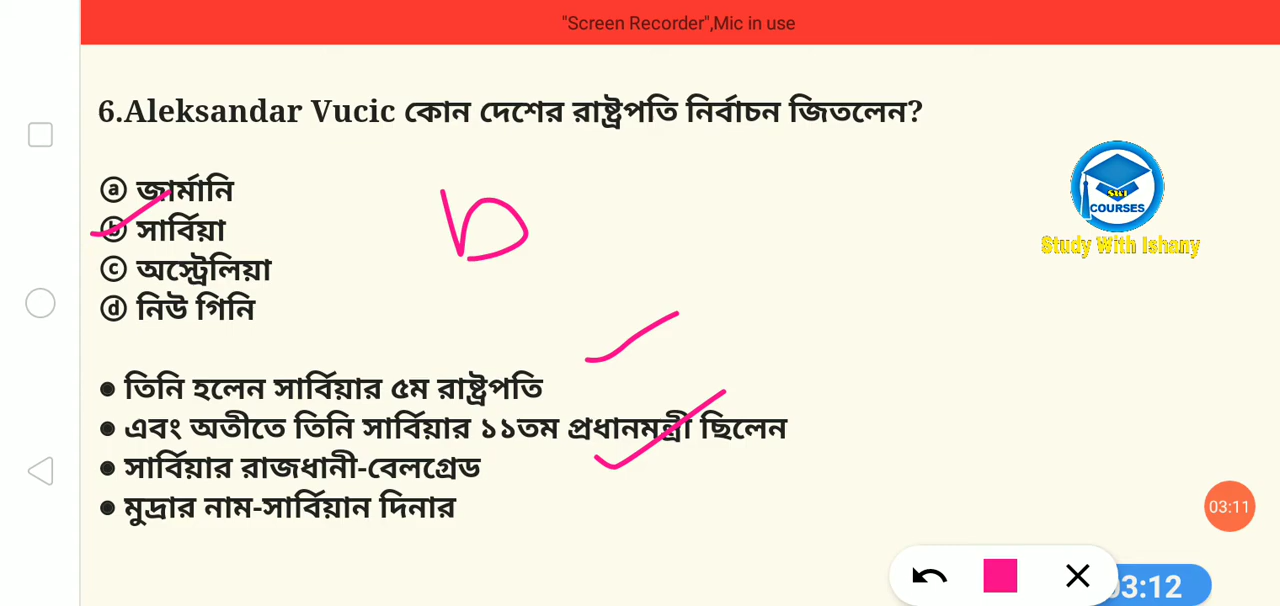 "Screen Recorder",Mic in use
6.Aleksandar Vucic কোন দেশের রাষ্ট্রপতি নির্বাচন জিতলেন?
ⓐ জার্মানি
ⓑ সার্বিয়া
b
ⓒ অস্ট্রেলিয়া
ⓓ নিউ গিনি
SWI
COURSES
Study With Ishany
● তিনি হলেন সার্বিয়ার ৫ম রাষ্ট্রপতি
● এবং অতীতে তিনি সার্বিয়ার ১১তম প্রধানমন্ত্রী ছিলেন
● সার্বিয়ার রাজধানী-বেলগ্রেড
● মুদ্রার নাম-সার্বিয়ান দিনার
03:11
03:12